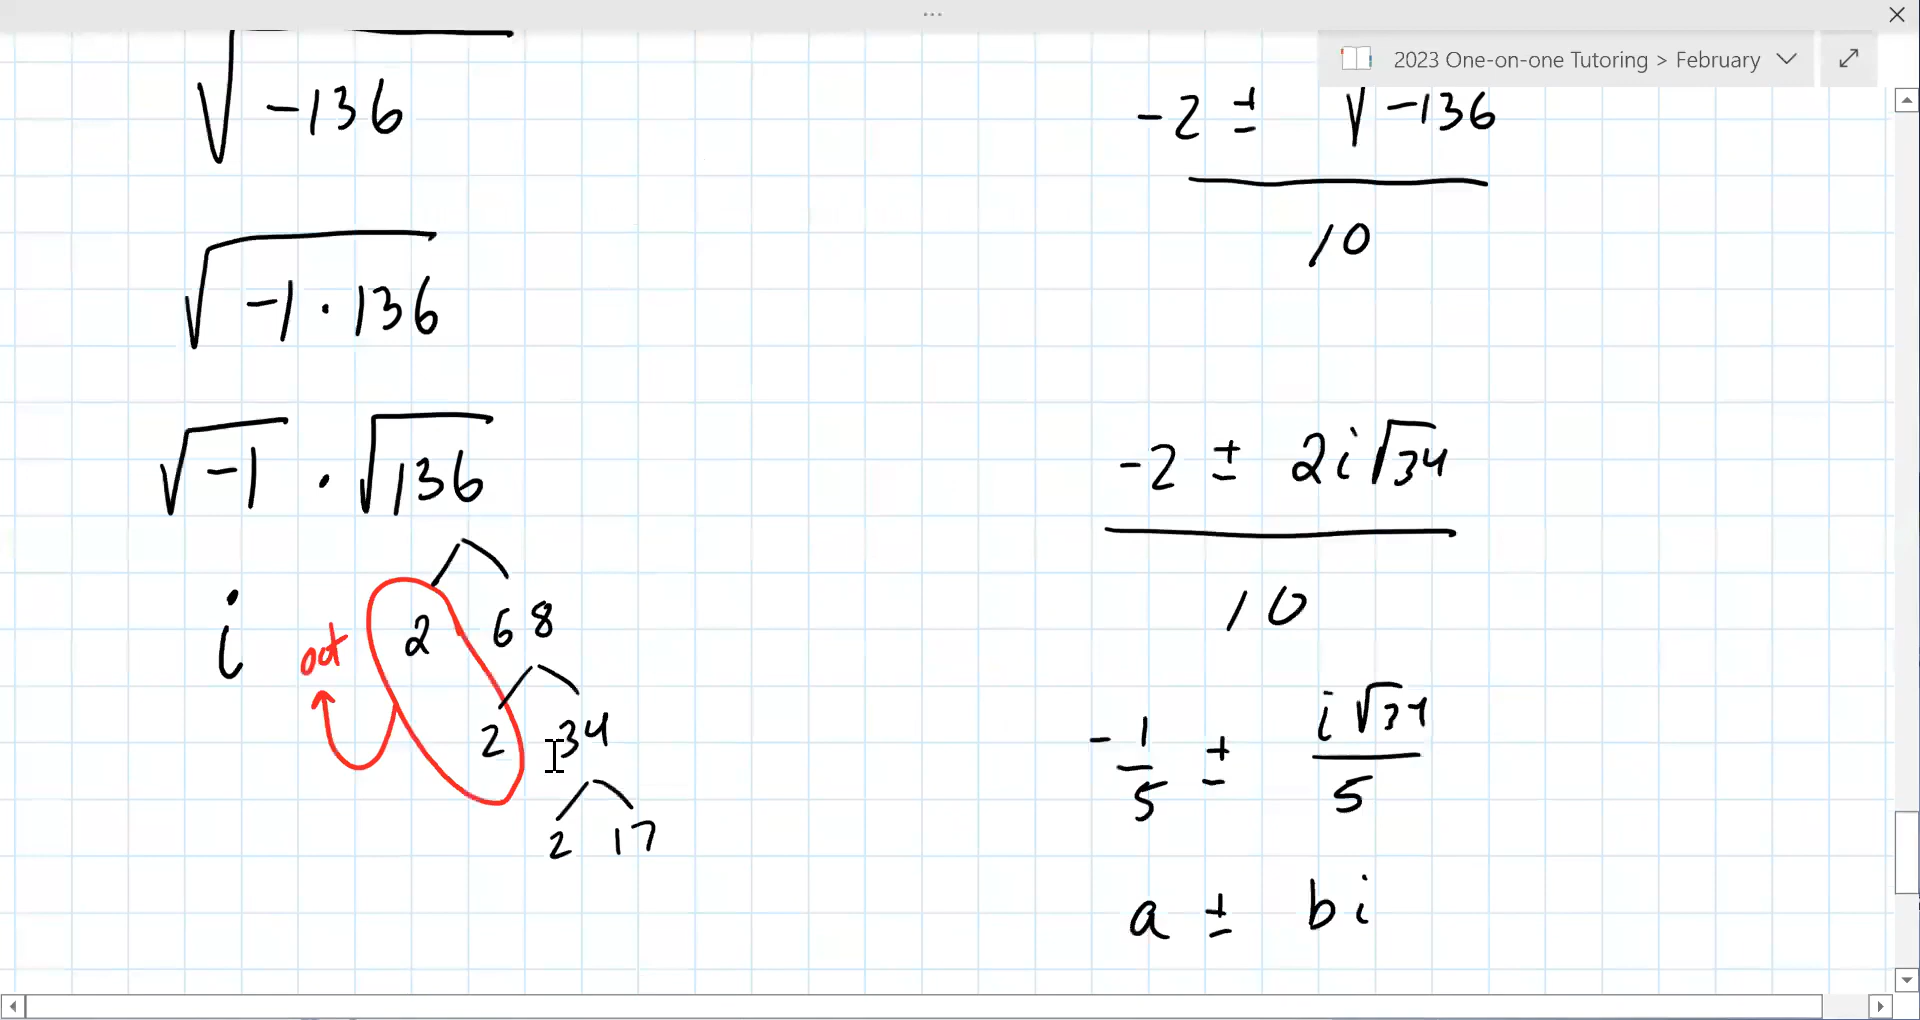 2023 One-on-one Tutoring > February
√-136
√-1 · 136
√-1 · √136
i
out
2 68
2 34
2 17
-2 ± √-136
10
-2 ± 2i√34
10
-1/5 ± i√34/5
a ± bi